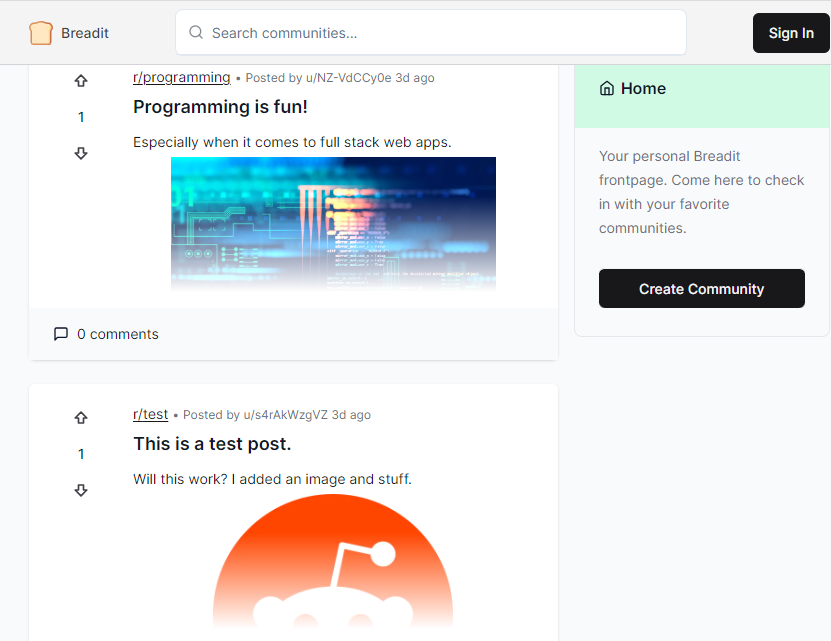 Breadit
Search communities...
Sign In
r/programming • Posted by u/NZ-VdCCy0e 3d ago
1
Programming is fun!
Especially when it comes to full stack web apps.
0 comments
r/test • Posted by u/s4rAkWzgVZ 3d ago
1
This is a test post.
Will this work? I added an image and stuff.
Home
Your personal Breadit
frontpage. Come here to check
in with your favorite
communities.
Create Community